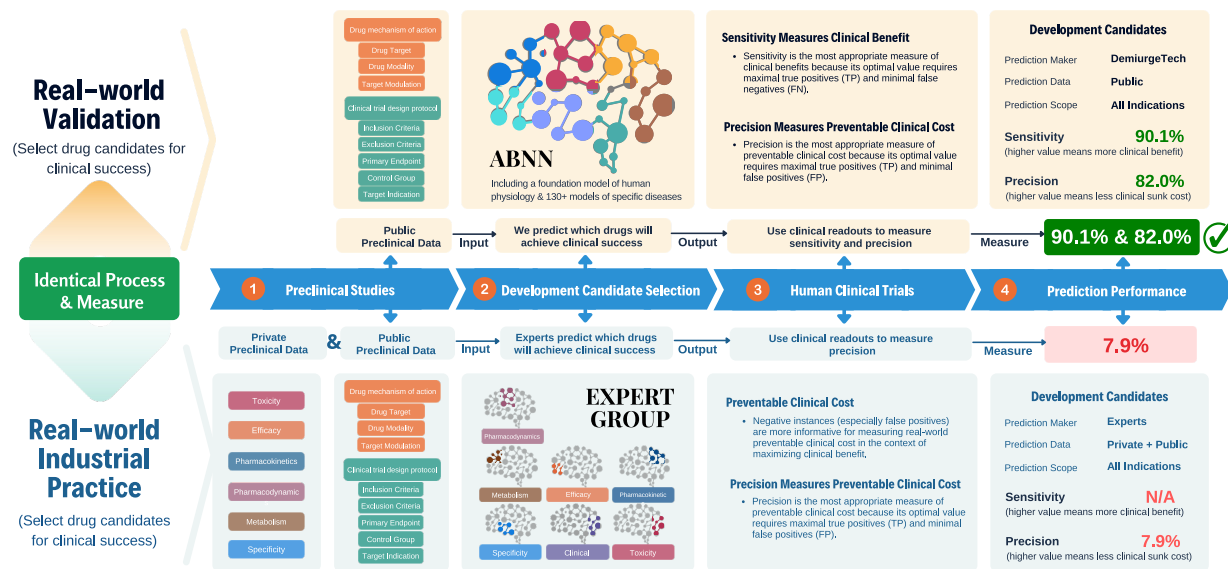 Real-world
Validation
(Select drug candidates for
clinical success)
Identical Process
& Measure
Real-world
Industrial
Practice
(Select drug candidates
for clinical success)
Drug mechanism of action
Drug Target
Drug Modality
Target Modulation
Clinical trial design protocol
Inclusion Criteria
Exclusion Criteria
Primary Endpoint
Control Group
Target Indication
ABNN
Including a foundation model of human
physiology & 130+ models of specific diseases
Sensitivity Measures Clinical Benefit
• Sensitivity is the most appropriate measure of
clinical benefits because its optimal value requires
maximal true positives (TP) and minimal false
negatives (FN).
Precision Measures Preventable Clinical Cost
• Precision is the most appropriate measure of
preventable clinical cost because its optimal value
requires maximal true positives (TP) and minimal
false positives (FP).
Development Candidates
Prediction Maker DemiurgeTech
Prediction Data Public
Prediction Scope All Indications
Sensitivity 90.1%
(higher value means more clinical benefit)
Precision 82.0%
(higher value means less clinical sunk cost)
Public
Preclinical Data
Input
We predict which drugs will
achieve clinical success
Output
Use clinical readouts to measure
sensitivity and precision
Measure
90.1% & 82.0%
1 Preclinical Studies
2 Development Candidate Selection
3 Human Clinical Trials
4 Prediction Performance
Private
Preclinical Data
&
Public
Preclinical Data
Input
Experts predict which drugs
will achieve clinical success
Output
Use clinical readouts to measure
precision
Measure
7.9%
Toxicity
Efficacy
Pharmacokinetics
Pharmacodynamic
Metabolism
Specificity
Drug mechanism of action
Drug Target
Drug Modality
Target Modulation
Clinical trial design protocol
Inclusion Criteria
Exclusion Criteria
Primary Endpoint
Control Group
Target Indication
EXPERT
GROUP
Pharmacodynamics
Metabolism
Efficacy
Pharmacokinetic
Specificity
Clinical
Toxicity
Preventable Clinical Cost
• Negative instances (especially false positives)
are more informative for measuring real-world
preventable clinical cost in the context of
maximizing clinical benefit.
Precision Measures Preventable Clinical Cost
• Precision is the most appropriate measure of
preventable clinical cost because its optimal value
requires maximal true positives (TP) and minimal
false positives (FP).
Development Candidates
Prediction Maker Experts
Prediction Data Private + Public
Prediction Scope All Indications
Sensitivity N/A
(higher value means more clinical benefit)
Precision 7.9%
(higher value means less clinical sunk cost)